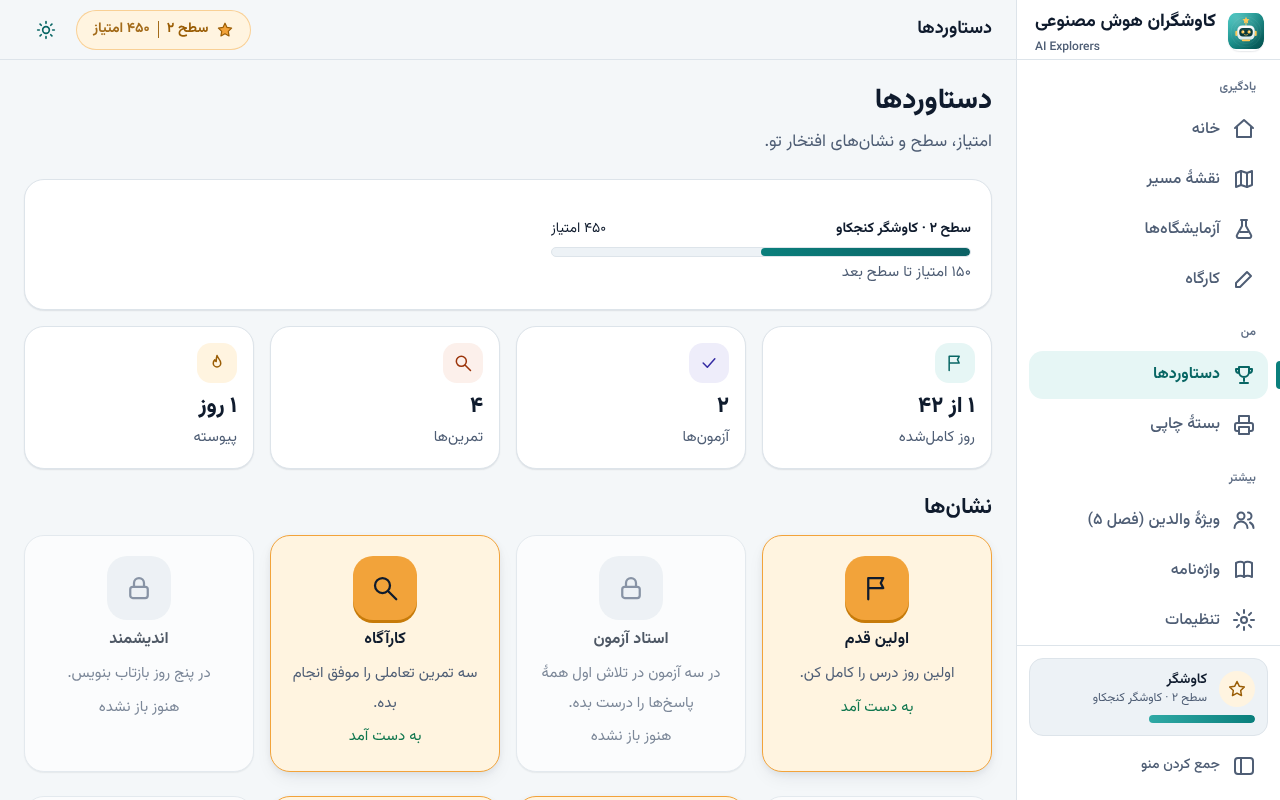 کاوشگران هوش مصنوعی
AI Explorers
یادگیری
خانه
نقشهٔ مسیر
آزمایشگاه‌ها
کارگاه
من
دستاوردها
بستهٔ چاپی
بیشتر
ویژهٔ والدین (فصل ۵)
واژه‌نامه
تنظیمات
کاوشگر
سطح ۲ · کاوشگر کنجکاو
جمع کردن منو
دستاوردها
سطح ۲ | ۴۵۰ امتیاز
دستاوردها
امتیاز، سطح و نشان‌های افتخار تو.
سطح ۲ · کاوشگر کنجکاو
۴۵۰ امتیاز
۱۵۰ امتیاز تا سطح بعد
۱ از ۴۲
روز کامل‌شده
۲
آزمون‌ها
۴
تمرین‌ها
۱ روز
پیوسته
نشان‌ها
اولین قدم
اولین روز درس را کامل کن.
به دست آمد
استاد آزمون
در سه آزمون در تلاش اول همهٔ
پاسخ‌ها را درست بده.
هنوز باز نشده
کارآگاه
سه تمرین تعاملی را موفق انجام
بده.
به دست آمد
اندیشمند
در پنج روز بازتاب بنویس.
هنوز باز نشده